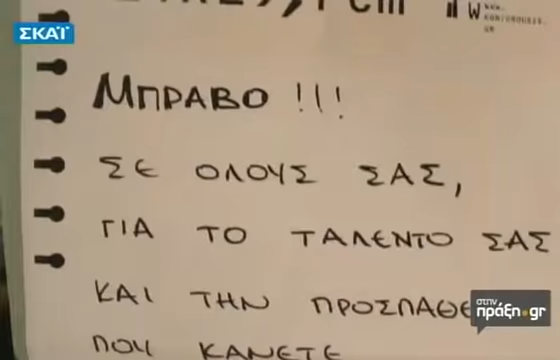 ΣΚΑΪ
W
ΜΠΡΑΒΟ !!!
ΣΕ ΟΛΟΥΣ ΣΑΣ,
ΓΙΑ ΤΟ ΤΑΛΕΝΤΟ ΣΑΣ
ΚΑΙ ΤΗΝ
ΠΟΥ ΚΑΝΕΤΕ
στην
πράξη.gr